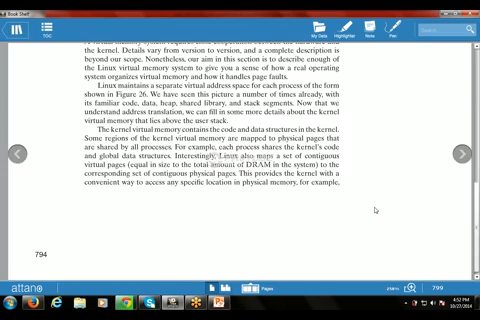 Book Shelf
TOC
My Data
Highlighter
Note
Pen
Search
the kernel. Details vary from version to version, and a complete description is
beyond our scope. Nonetheless, our aim in this section is to describe enough of
the Linux virtual memory system to give you a sense of how a real operating
system organizes virtual memory and how it handles page faults.
Linux maintains a separate virtual address space for each process of the form
shown in Figure 26. We have seen this picture a number of times already, with
its familiar code, data, heap, shared library, and stack segments. Now that we
understand address translation, we can fill in some more details about the kernel
virtual memory that lies above the user stack.
The kernel virtual memory contains the code and data structures in the kernel.
Some regions of the kernel virtual memory are mapped to physical pages that
are shared by all processes. For example, each process shares the kernel's code
and global data structures. Interestingly, Linux also maps a set of contiguous
virtual pages (equal in size to the total amount of DRAM in the system) to the
corresponding set of contiguous physical pages. This provides the kernel with a
convenient way to access any specific location in physical memory, for example,
794
attano
Pages
zoom
799
4:52 PM
10/27/2014